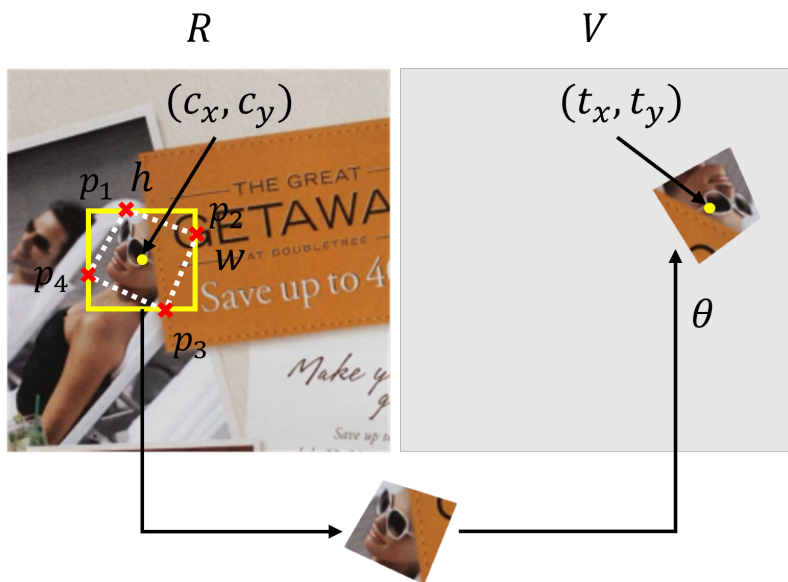 R
V
(c_x, c_y)
(t_x, t_y)
p_1
h
p_2
w
p_4
p_3
θ
THE GREAT
GETAWA
AT DOUBLETREE
Save up to 4
Make y
g
Save up to